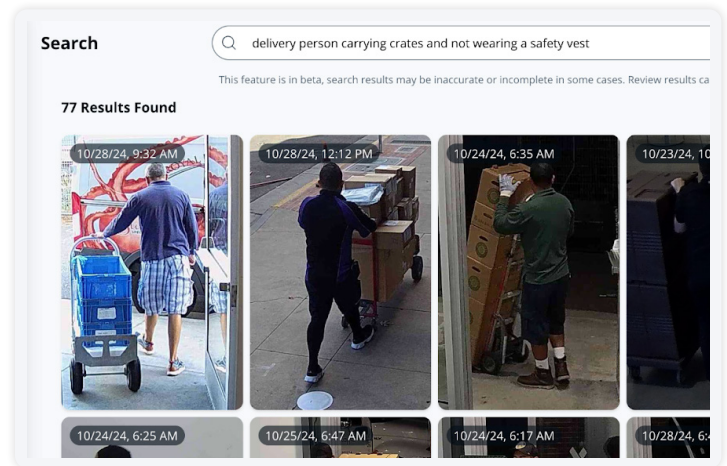 Search
delivery person carrying crates and not wearing a safety vest
This feature is in beta, search results may be inaccurate or incomplete in some cases. Review results
77 Results Found
10/28/24, 9:32 AM
10/28/24, 12:12 PM
10/24/24, 6:35 AM
10/23/24, 10
10/24/24, 6:25 AM
10/25/24, 6:47 AM
10/24/24, 6:17 AM
10/28/24, 6:4